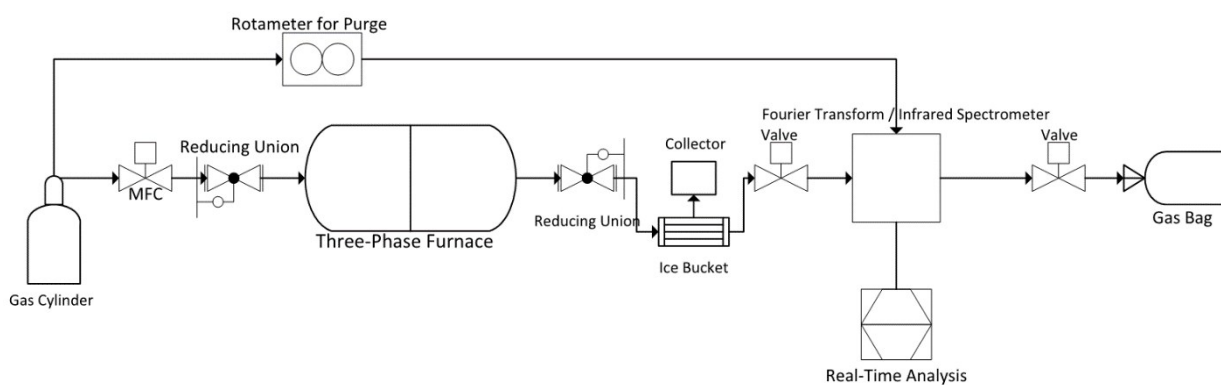 Rotameter for Purge
Fourier Transform / Infrared Spectrometer
Reducing Union
Collector
Valve
Valve
MFC
Reducing Union
Gas Bag
Three-Phase Furnace
Ice Bucket
Gas Cylinder
Real-Time Analysis